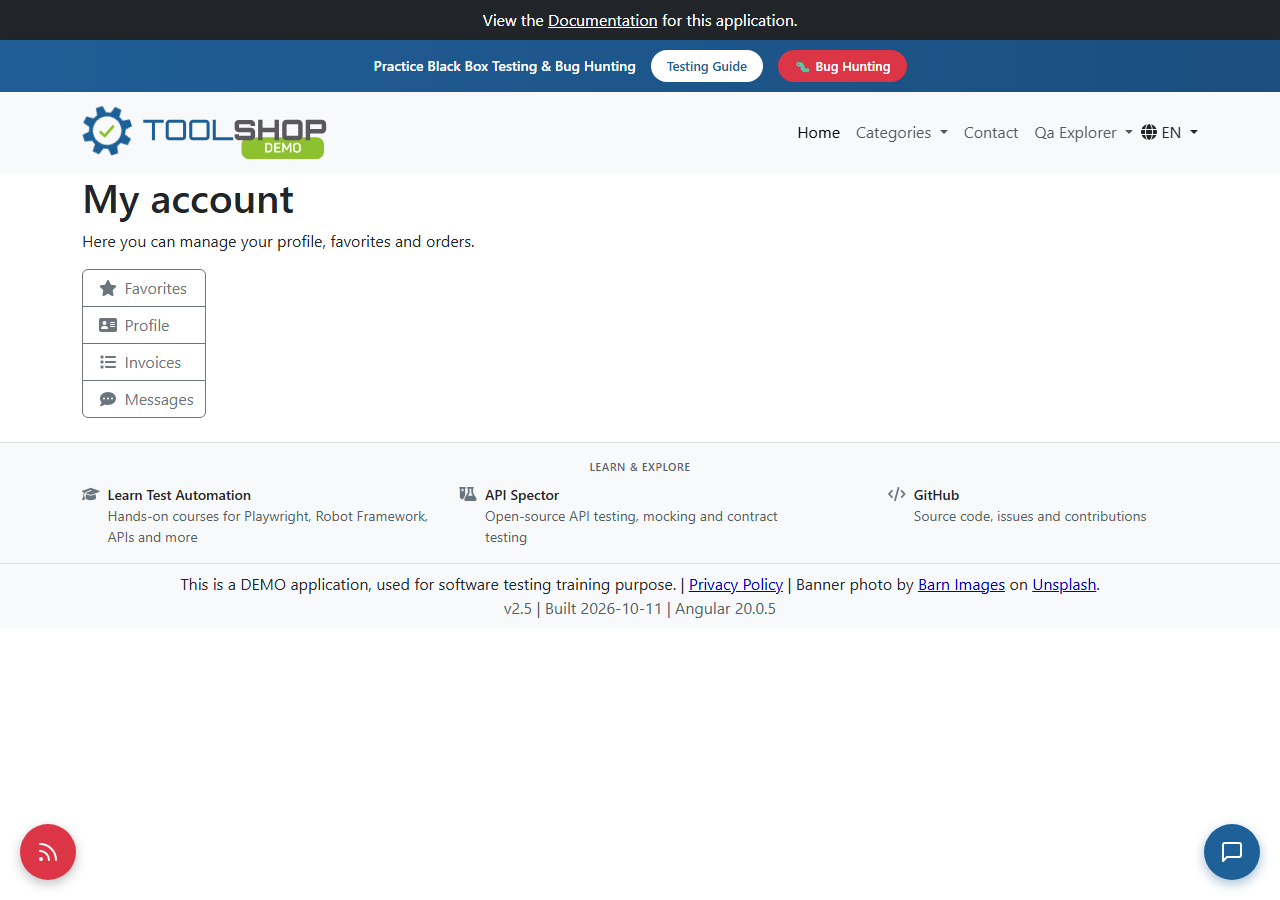 View the Documentation for this application.
Practice Black Box Testing & Bug Hunting Testing Guide Bug Hunting
TOOLSHOP DEMO
Home Categories Contact Qa Explorer EN
My account
Here you can manage your profile, favorites and orders.
Favorites
Profile
Invoices
Messages
LEARN & EXPLORE
Learn Test Automation
Hands-on courses for Playwright, Robot Framework,
APIs and more
API Spector
Open-source API testing, mocking and contract
testing
GitHub
Source code, issues and contributions
This is a DEMO application, used for software testing training purpose. | Privacy Policy | Banner photo by Barn Images on Unsplash.
v2.5 | Built 2026-10-11 | Angular 20.0.5